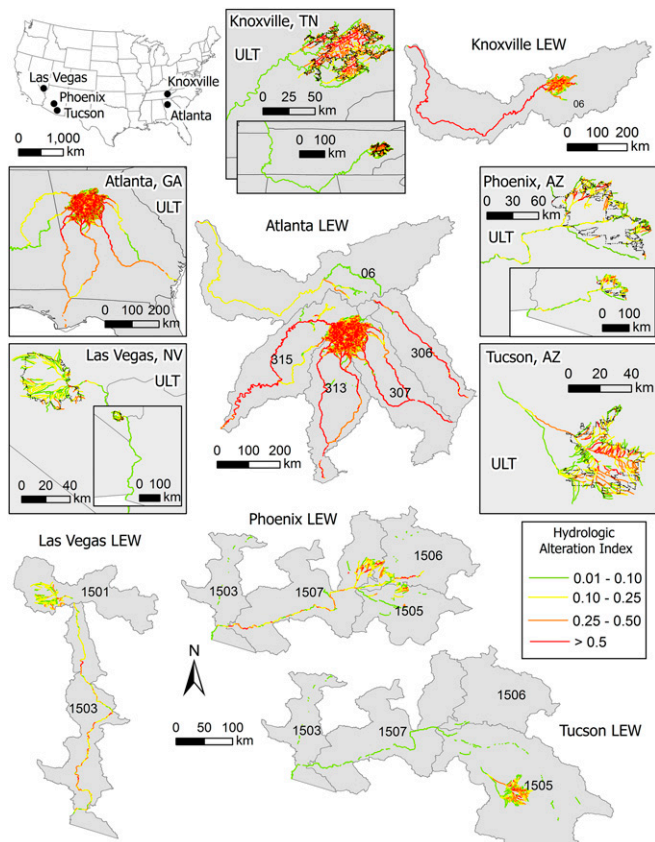 Las Vegas
Phoenix
Tucson
Knoxville
Atlanta
0 1,000
km
Knoxville, TN
ULT
0 25 50
km
0 100
km
Knoxville LEW
06
0 100 200
km
Atlanta, GA
ULT
0 100 200
km
Atlanta LEW
06
315
313
307
306
0 100 200
km
Phoenix, AZ
0 30 60
km
ULT
0 100
km
Las Vegas, NV
ULT
0 20 40
km
0 100
km
Tucson, AZ
0 20 40
km
ULT
Las Vegas LEW
1501
1503
Phoenix LEW
1503
1507
1506
1505
Hydrologic
Alteration Index
0.01 - 0.10
0.10 - 0.25
0.25 - 0.50
> 0.5
N
0 50 100
km
1503
1507
1506
Tucson LEW
1505